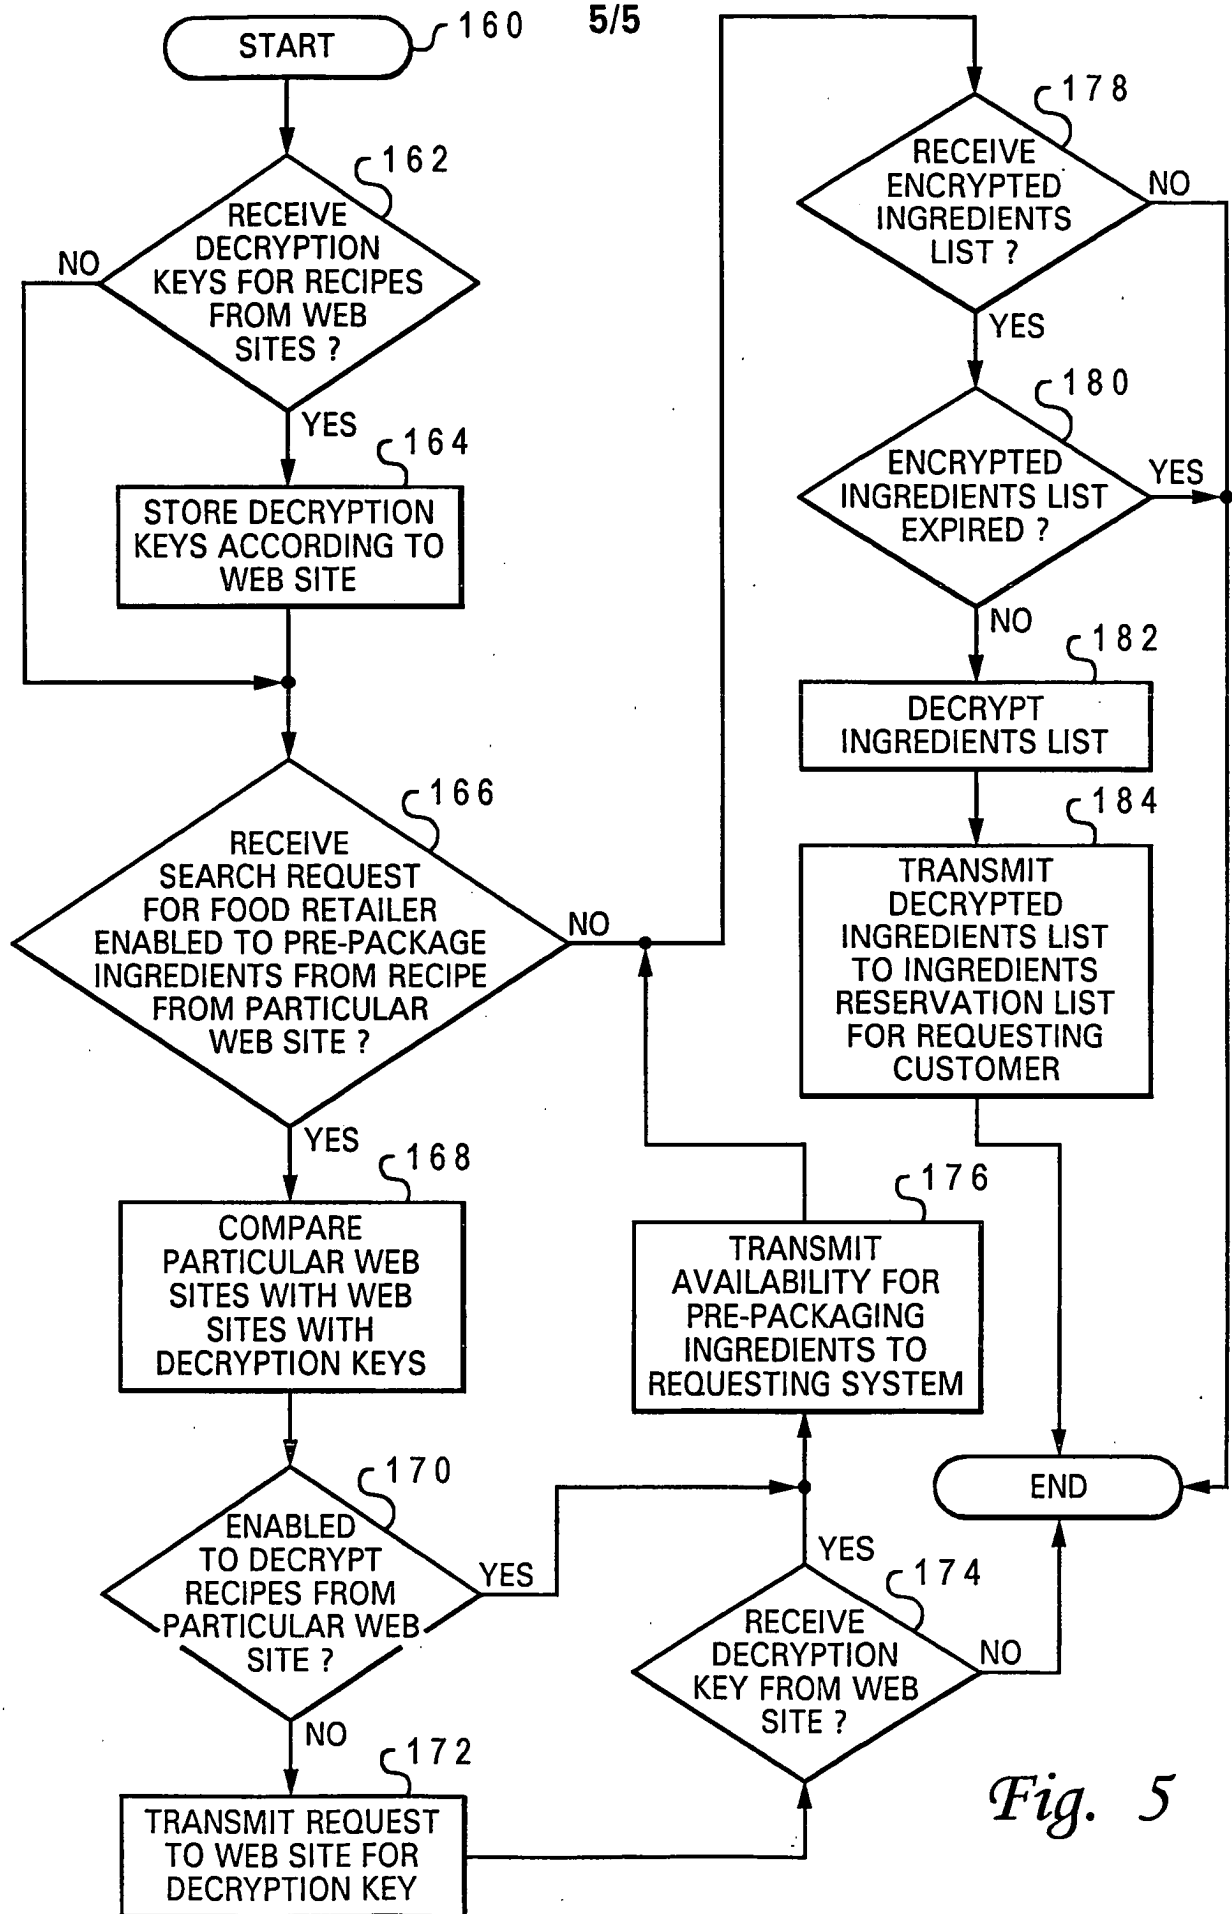 5/5
START
160
162
RECEIVE
DECRYPTION
KEYS FOR RECIPES
FROM WEB
SITES ?
NO
YES
164
STORE DECRYPTION
KEYS ACCORDING TO
WEB SITE
166
RECEIVE
SEARCH REQUEST
FOR FOOD RETAILER
ENABLED TO PRE-PACKAGE
INGREDIENTS FROM RECIPE
FROM PARTICULAR
WEB SITE ?
NO
YES
168
COMPARE
PARTICULAR WEB
SITES WITH WEB
SITES WITH
DECRYPTION KEYS
170
ENABLED
TO DECRYPT
RECIPES FROM
PARTICULAR WEB
SITE ?
YES
NO
172
TRANSMIT REQUEST
TO WEB SITE FOR
DECRYPTION KEY
174
RECEIVE
DECRYPTION
KEY FROM WEB
SITE ?
YES
NO
176
TRANSMIT
AVAILABILITY FOR
PRE-PACKAGING
INGREDIENTS TO
REQUESTING SYSTEM
178
RECEIVE
ENCRYPTED
INGREDIENTS
LIST ?
NO
YES
180
ENCRYPTED
INGREDIENTS LIST
EXPIRED ?
YES
NO
182
DECRYPT
INGREDIENTS LIST
184
TRANSMIT
DECRYPTED
INGREDIENTS LIST
TO INGREDIENTS
RESERVATION LIST
FOR REQUESTING
CUSTOMER
END
Fig. 5